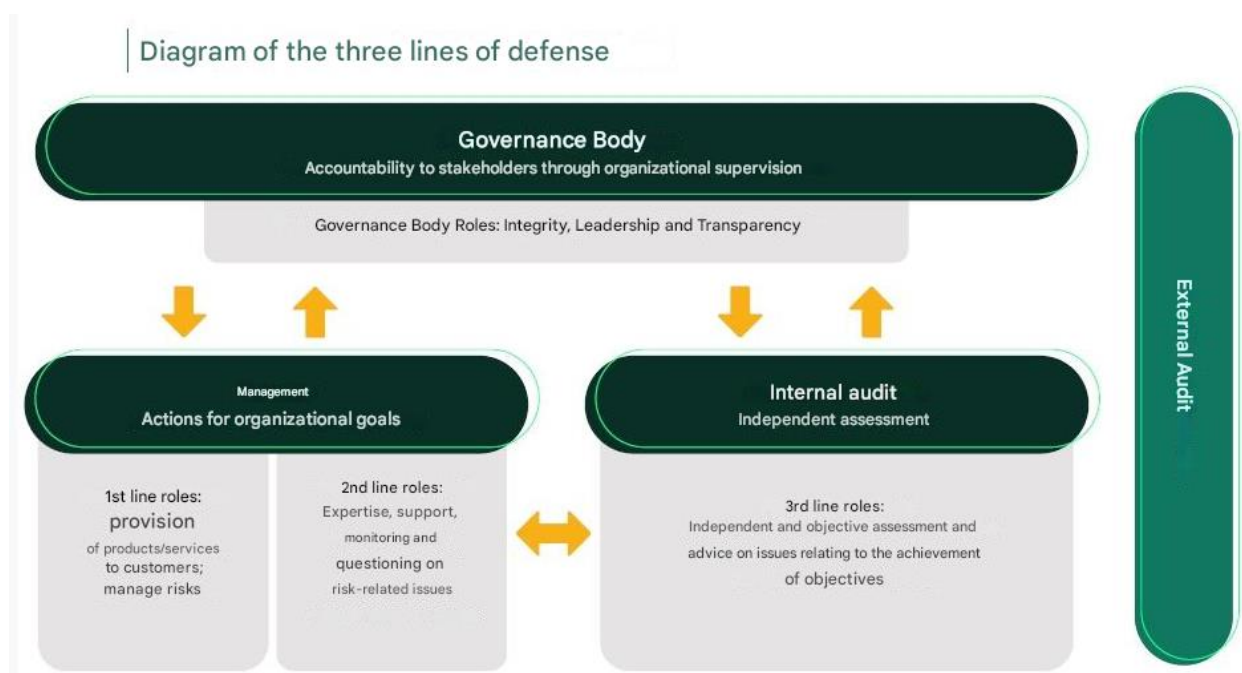 Diagram of the three lines of defense
Governance Body
Accountability to stakeholders through organizational supervision
Governance Body Roles: Integrity, Leadership and Transparency
Management
Actions for organizational goals
1st line roles:
provision
of products/services
to customers;
manage risks
2nd line roles:
Expertise, support,
monitoring and
questioning on
risk-related issues
Internal audit
Independent assessment
3rd line roles:
Independent and objective assessment and
advice on issues relating to the achievement
of objectives
External Audit